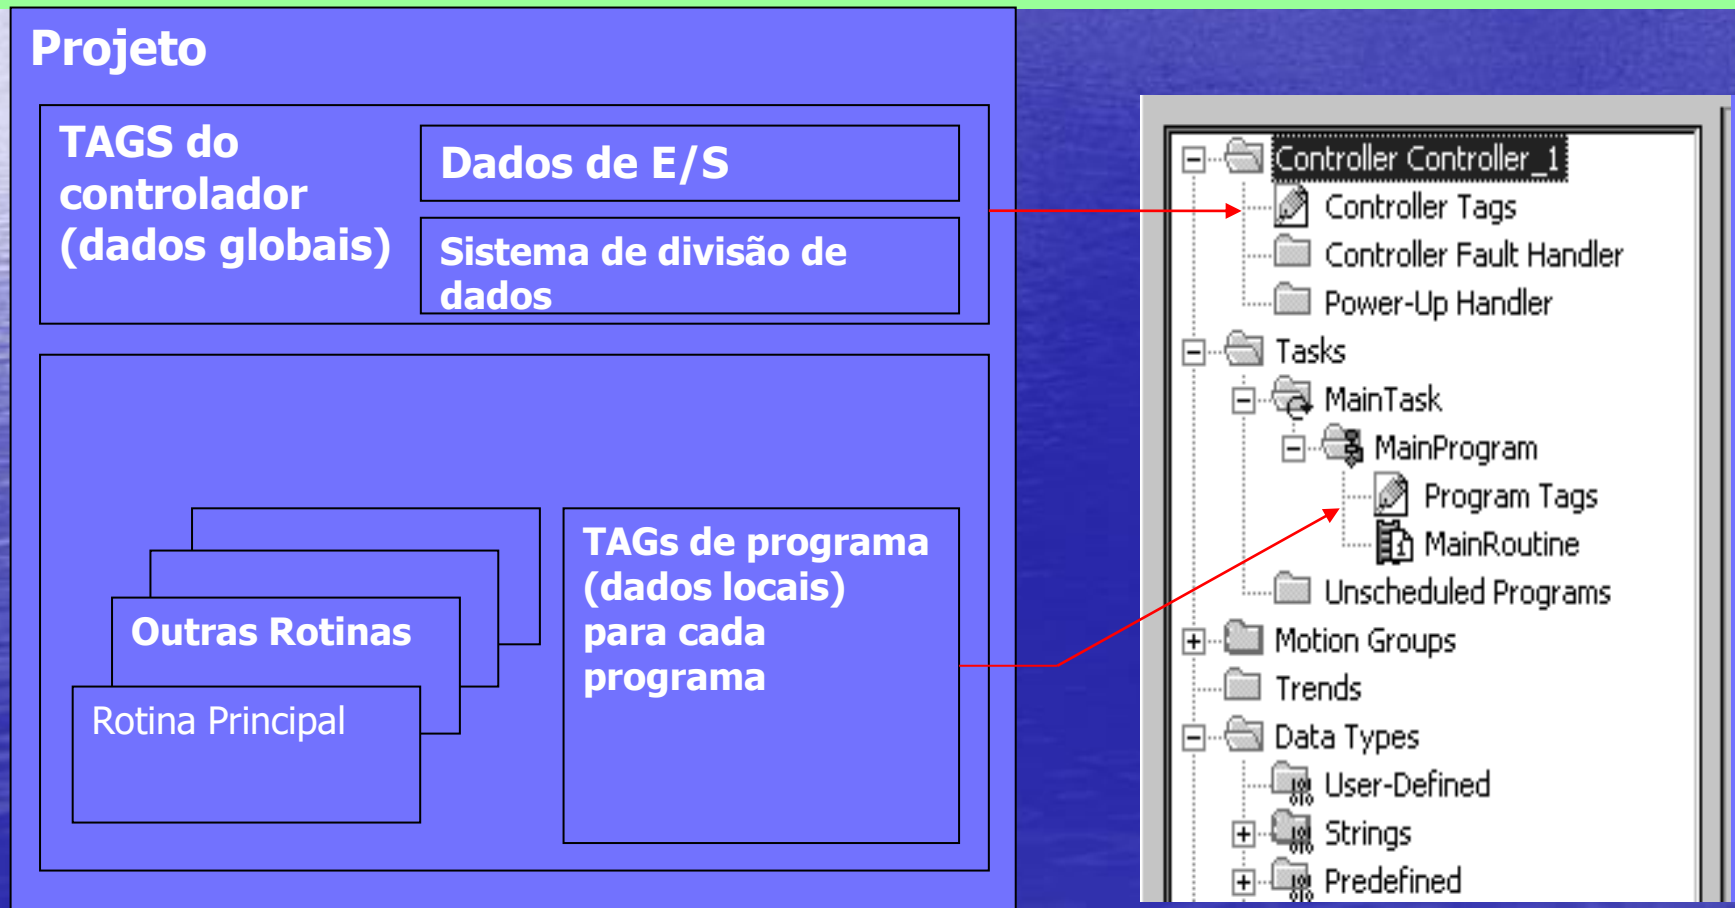 Projeto
TAGS do
controlador
(dados globais)
Dados de E/S
Sistema de divisão de
dados
Outras Rotinas
Rotina Principal
TAGs de programa
(dados locais)
para cada
programa
Controller Controller_1
Controller Tags
Controller Fault Handler
Power-Up Handler
Tasks
MainTask
MainProgram
Program Tags
MainRoutine
Unscheduled Programs
Motion Groups
Trends
Data Types
User-Defined
Strings
Predefined